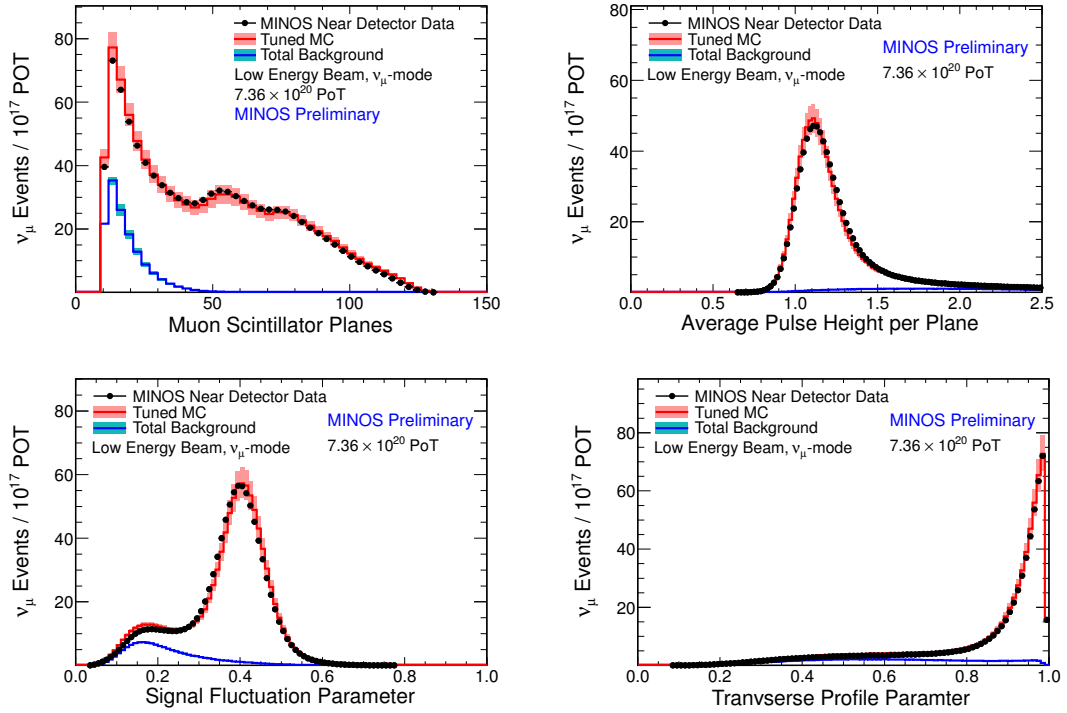 MINOS Near Detector Data
Tuned MC
Total Background
Low Energy Beam, νμ-mode
7.36 × 10^20 PoT
MINOS Preliminary
νμ Events / 10^17 POT
80
60
40
20
0 50 100 150
Muon Scintillator Planes
MINOS Near Detector Data
Tuned MC
Total Background
Low Energy Beam, νμ-mode
MINOS Preliminary
7.36 × 10^20 PoT
νμ Events / 10^17 POT
80
60
40
20
0.0 0.5 1.0 1.5 2.0 2.5
Average Pulse Height per Plane
MINOS Near Detector Data
Tuned MC
Total Background
Low Energy Beam, νμ-mode
MINOS Preliminary
7.36 × 10^20 PoT
νμ Events / 10^17 POT
80
60
40
20
0.0 0.2 0.4 0.6 0.8 1.0
Signal Fluctuation Parameter
MINOS Near Detector Data
Tuned MC
Total Background
Low Energy Beam, νμ-mode
MINOS Preliminary
7.36 × 10^20 PoT
νμ Events / 10^17 POT
80
60
40
20
0.0 0.2 0.4 0.6 0.8 1.0
Tranvserse Profile Paramter